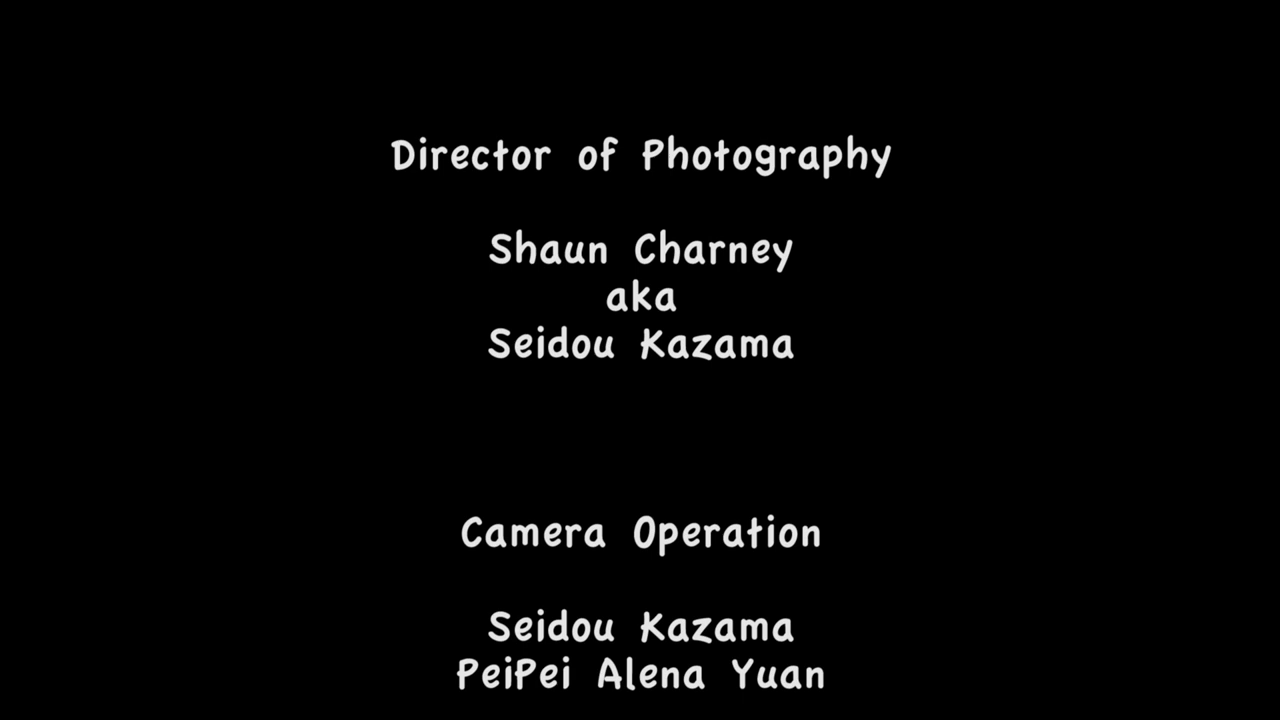 Director of Photography
Shaun Charney
aka
Seidou Kazama
Camera Operation
Seidou Kazama
PeiPei Alena Yuan